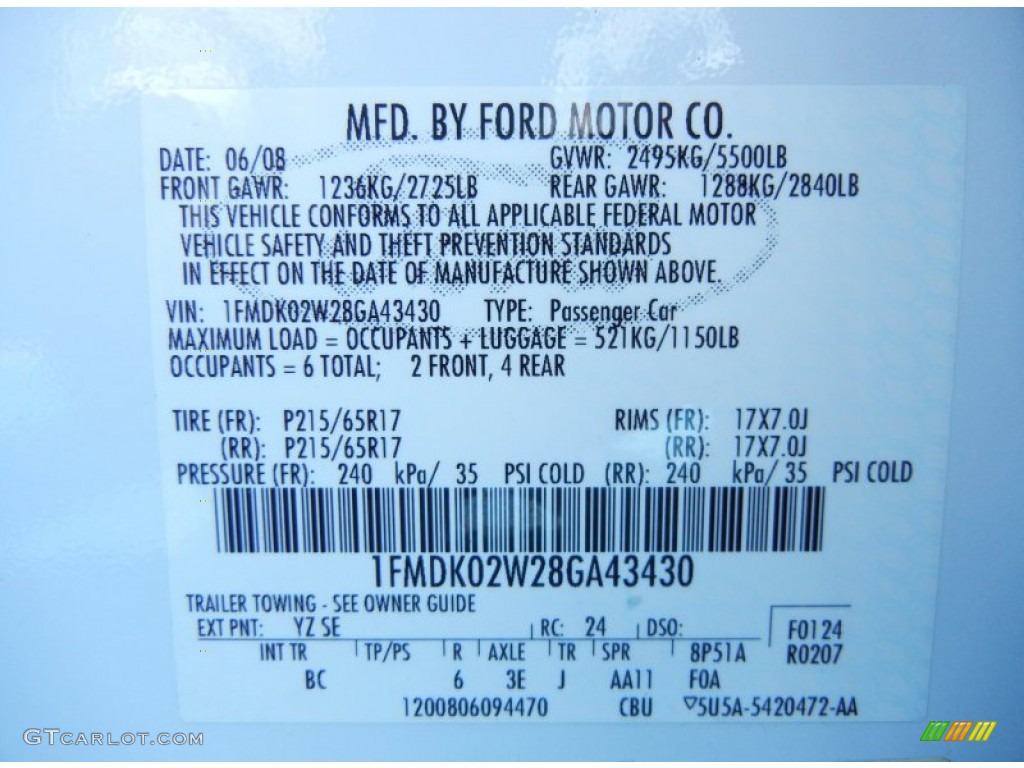 MFD. BY FORD MOTOR CO.
DATE: 06/08 GVWR: 2495KG/5500LB
FRONT GAWR: 1236KG/2725LB REAR GAWR: 1288KG/2840LB
THIS VEHICLE CONFORMS TO ALL APPLICABLE FEDERAL MOTOR
VEHICLE SAFETY AND THEFT PREVENTION STANDARDS
IN EFFECT ON THE DATE OF MANUFACTURE SHOWN ABOVE.
VIN: 1FMDK02W28GA43430 TYPE: Passenger Car
MAXIMUM LOAD = OCCUPANTS + LUGGAGE = 521KG/1150LB
OCCUPANTS = 6 TOTAL; 2 FRONT, 4 REAR
TIRE (FR): P215/65R17 RIMS (FR): 17X7.0J
(RR): P215/65R17 (RR): 17X7.0J
PRESSURE (FR): 240 kPa/ 35 PSI COLD (RR): 240 kPa/ 35 PSI COLD
1FMDK02W28GA43430
TRAILER TOWING - SEE OWNER GUIDE
EXT PNT: YZ SE RC: 24 DSO: F0124
INT TR TP/PS R AXLE TR SPR 8P51A R0207
BC 6 3E J AA11 F0A
1200806094470 CBU ▽5U5A-5420472-AA
GTCARLOT.COM